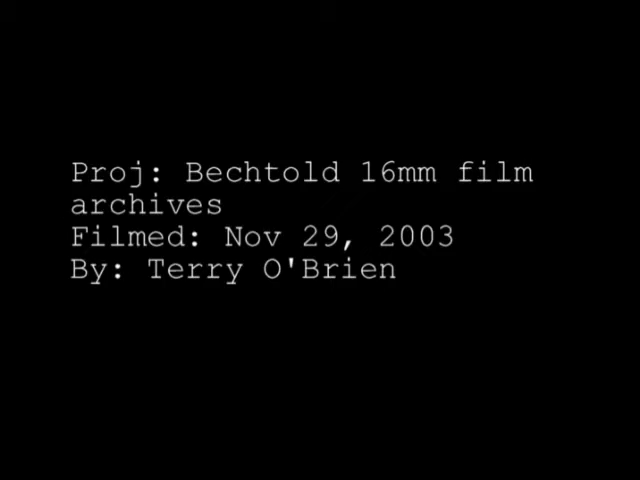 Proj: Bechtold 16mm film
archives
Filmed: Nov 29, 2003
By: Terry O'Brien